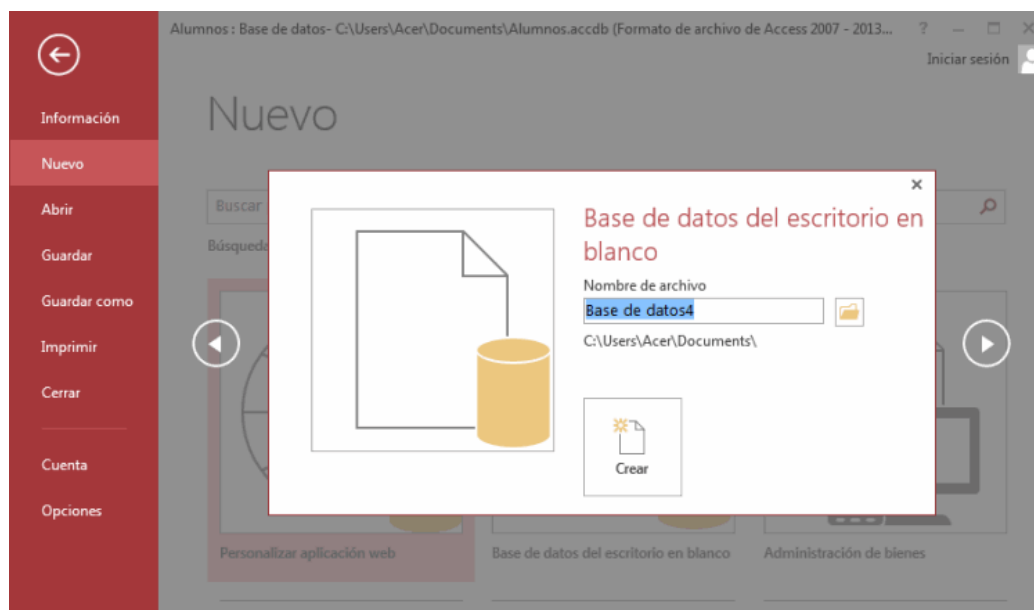 Alumnos : Base de datos- C:\Users\Acer\Documents\Alumnos.accdb (Formato de archivo de Access 2007 - 2013...
?
Iniciar sesión
Información
Nuevo
Abrir
Guardar
Guardar como
Imprimir
Cerrar
Cuenta
Opciones
Nuevo
Buscar
Búsqueda
Base de datos del escritorio en
blanco
Nombre de archivo
Base de datos4
C:\Users\Acer\Documents\
Crear
Personalizar aplicación web
Base de datos del escritorio en blanco
Administración de bienes